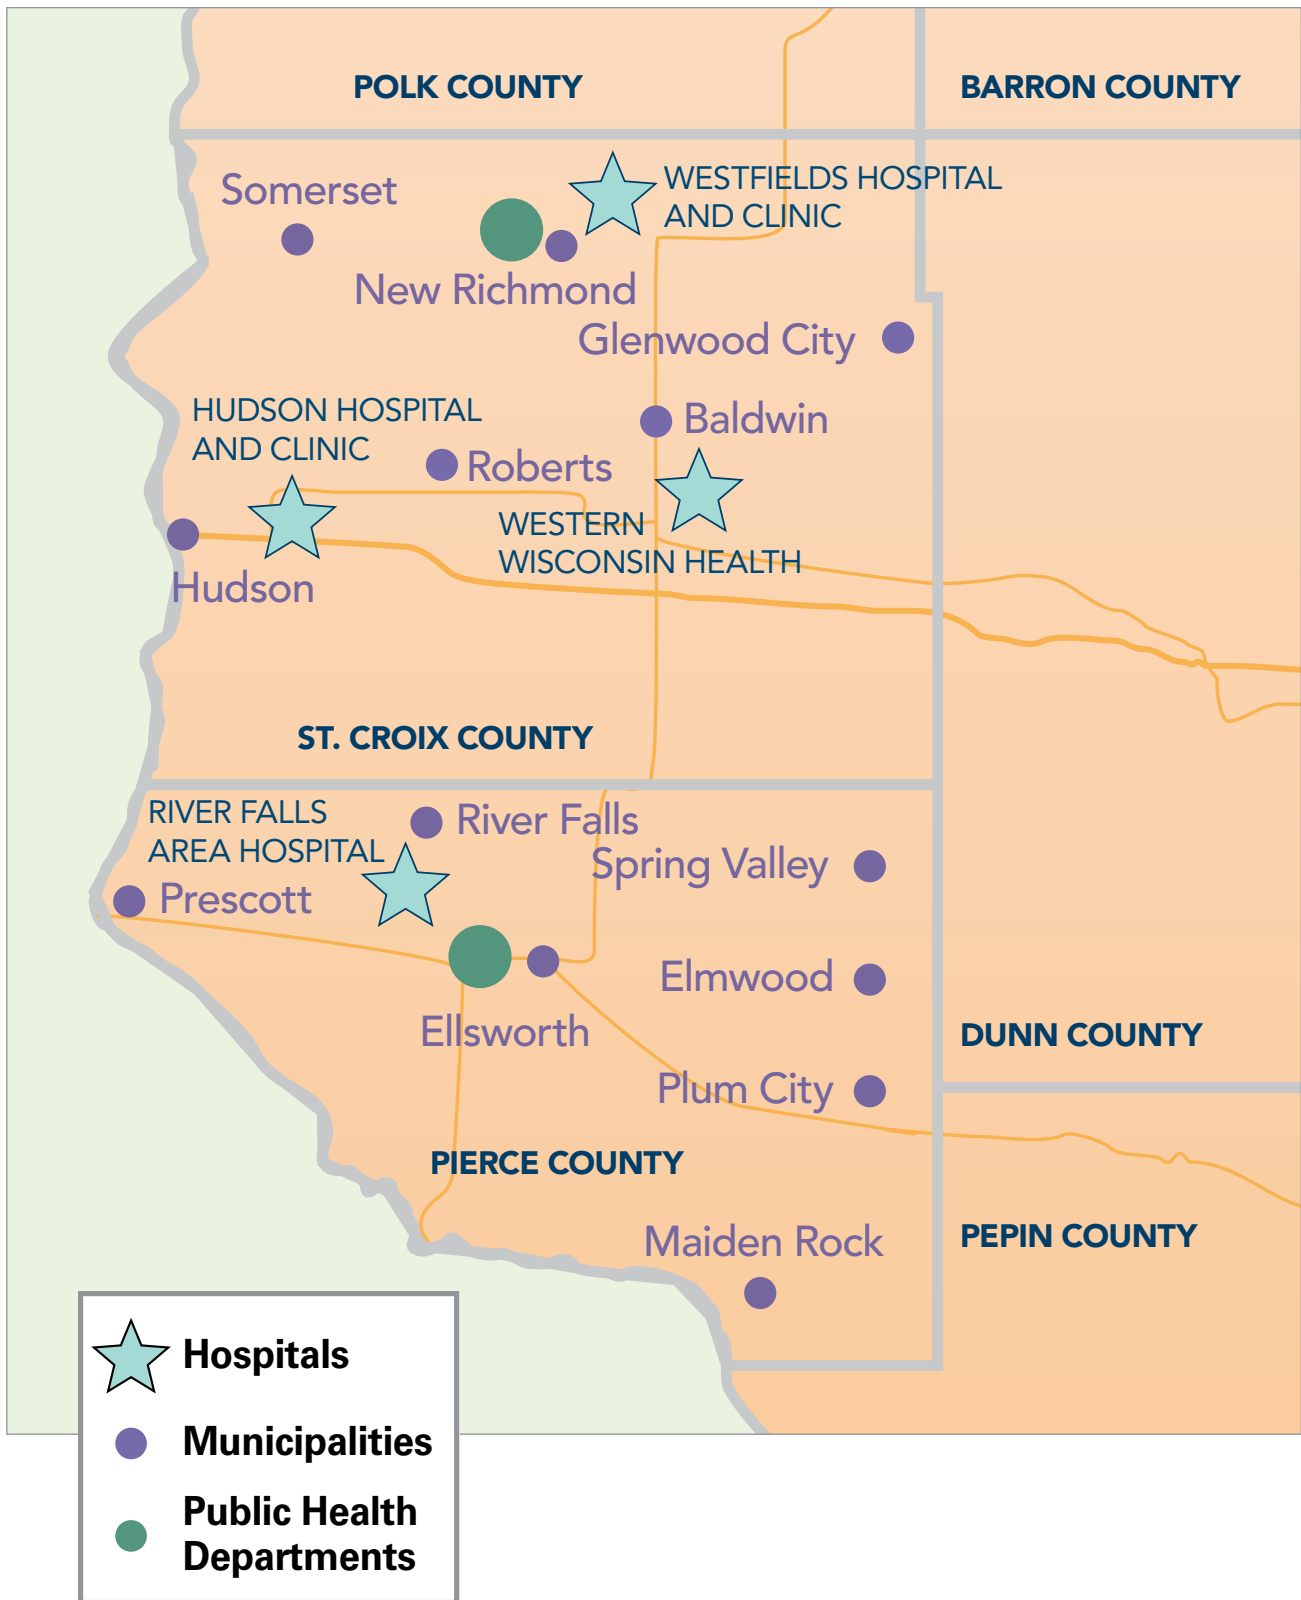 POLK COUNTY
BARRON COUNTY
Somerset
WESTFIELDS HOSPITAL
AND CLINIC
New Richmond
Glenwood City
HUDSON HOSPITAL
AND CLINIC
Baldwin
Roberts
WESTERN
WISCONSIN HEALTH
Hudson
ST. CROIX COUNTY
RIVER FALLS
AREA HOSPITAL
River Falls
Spring Valley
Prescott
Elmwood
Ellsworth
DUNN COUNTY
Plum City
PIERCE COUNTY
Maiden Rock
PEPIN COUNTY
Hospitals
Municipalities
Public Health
Departments